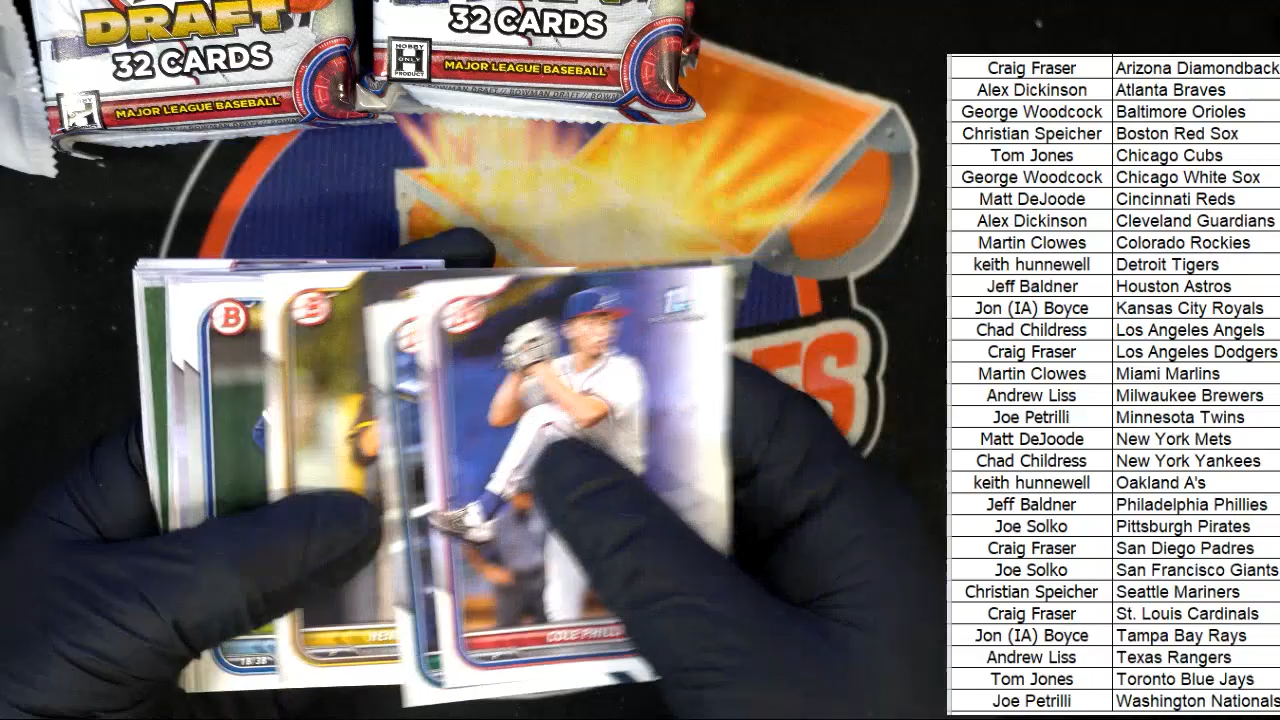 DRAFT
32 CARDS
HOBBY
MAJOR LEAGUE BASEBALL
32 CARDS
HOBBY
H
ONLY
PRODUCT
MAJOR LEAGUE BASEBALL
B
B
COLE PHILLI
Craig Fraser Arizona Diamondback
Alex Dickinson Atlanta Braves
George Woodcock Baltimore Orioles
Christian Speicher Boston Red Sox
Tom Jones Chicago Cubs
George Woodcock Chicago White Sox
Matt DeJoode Cincinnati Reds
Alex Dickinson Cleveland Guardians
Martin Clowes Colorado Rockies
keith hunnewell Detroit Tigers
Jeff Baldner Houston Astros
Jon (IA) Boyce Kansas City Royals
Chad Childress Los Angeles Angels
Craig Fraser Los Angeles Dodgers
Martin Clowes Miami Marlins
Andrew Liss Milwaukee Brewers
Joe Petrilli Minnesota Twins
Matt DeJoode New York Mets
Chad Childress New York Yankees
keith hunnewell Oakland A's
Jeff Baldner Philadelphia Phillies
Joe Solko Pittsburgh Pirates
Craig Fraser San Diego Padres
Joe Solko San Francisco Giants
Christian Speicher Seattle Mariners
Craig Fraser St. Louis Cardinals
Jon (IA) Boyce Tampa Bay Rays
Andrew Liss Texas Rangers
Tom Jones Toronto Blue Jays
Joe Petrilli Washington Nationals